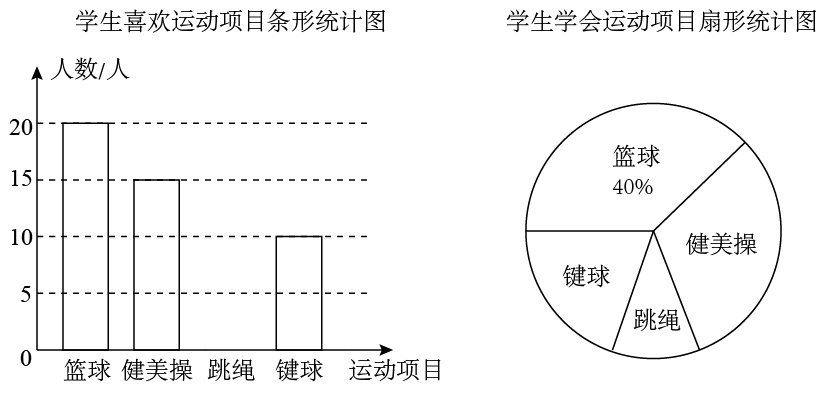 学生喜欢运动项目条形统计图
人数/人
20
15
10
5
0
篮球 健美操 跳绳 键球 运动项目
学生学会运动项目扇形统计图
篮球
40%
健美操
键球
跳绳